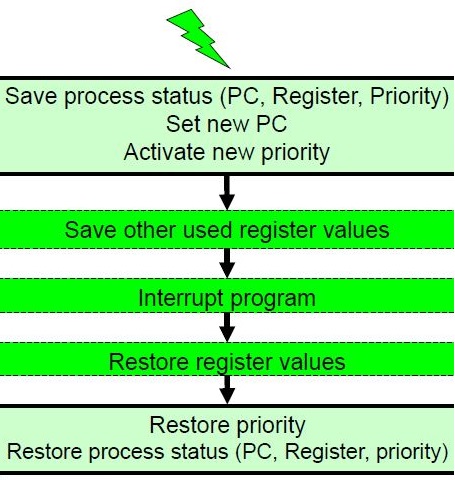 Save process status (PC, Register, Priority)
Set new PC
Activate new priority
Save other used register values
Interrupt program
Restore register values
Restore priority
Restore process status (PC, Register, priority)